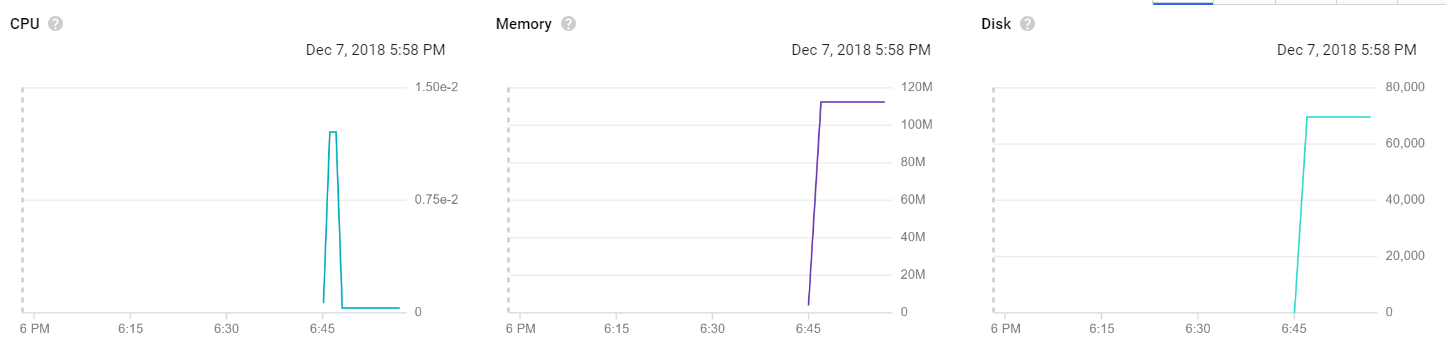 CPU ?
Dec 7, 2018 5:58 PM
1.50e-2
0.75e-2
0
6 PM 6:15 6:30 6:45
Memory ?
Dec 7, 2018 5:58 PM
120M
100M
80M
60M
40M
20M
0
6 PM 6:15 6:30 6:45
Disk ?
Dec 7, 2018 5:58 PM
80,000
60,000
40,000
20,000
0
6 PM 6:15 6:30 6:45